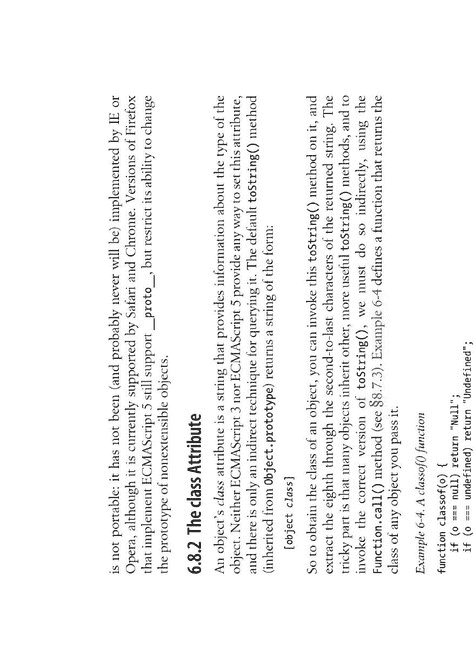 is not portable: it has not been (and probably never will be) implemented by IE or
Opera, although it is currently supported by Safari and Chrome. Versions of Firefox
that implement ECMAScript 5 still support __proto__, but restrict its ability to change
the prototype of nonextensible objects.
6.8.2 The class Attribute
An object's class attribute is a string that provides information about the type of the
object. Neither ECMAScript 3 nor ECMAScript 5 provide any way to set this attribute,
and there is only an indirect technique for querying it. The default toString() method
(inherited from Object.prototype) returns a string of the form:
[object class]
So to obtain the class of an object, you can invoke this toString() method on it, and
extract the eighth through the second-to-last characters of the returned string. The
tricky part is that many objects inherit other, more useful toString() methods, and to
invoke the correct version of toString(), we must do so indirectly, using the
Function.call() method (see §8.7.3). Example 6-4 defines a function that returns the
class of any object you pass it.
Example 6-4. A classof() function
function classof(o) {
if (o === null) return "Null";
if (o === undefined) return "Undefined";